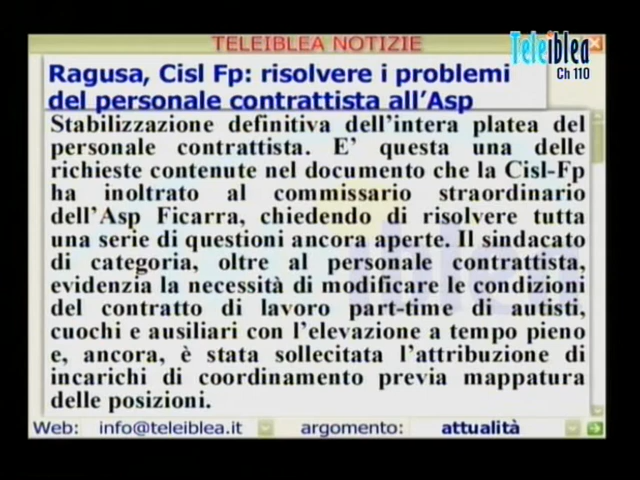 TELEIBLEA NOTIZIE
Teleiblea
Ch 110
Ragusa, Cisl Fp: risolvere i problemi
del personale contrattista all'Asp
Stabilizzazione definitiva dell'intera platea del
personale contrattista. E' questa una delle
richieste contenute nel documento che la Cisl-Fp
ha inoltrato al commissario straordinario
dell'Asp Ficarra, chiedendo di risolvere tutta
una serie di questioni ancora aperte. Il sindacato
di categoria, oltre al personale contrattista,
evidenzia la necessità di modificare le condizioni
del contratto di lavoro part-time di autisti,
cuochi e ausiliari con l'elevazione a tempo pieno
e, ancora, è stata sollecitata l'attribuzione di
incarichi di coordinamento previa mappatura
delle posizioni.
Web: info@teleiblea.it argomento: attualità